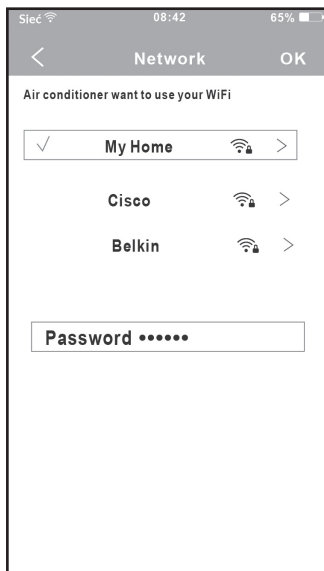 Sieć 08:42 65%
Network OK
Air conditioner want to use your WiFi
My Home
Cisco
Belkin
Password ••••••